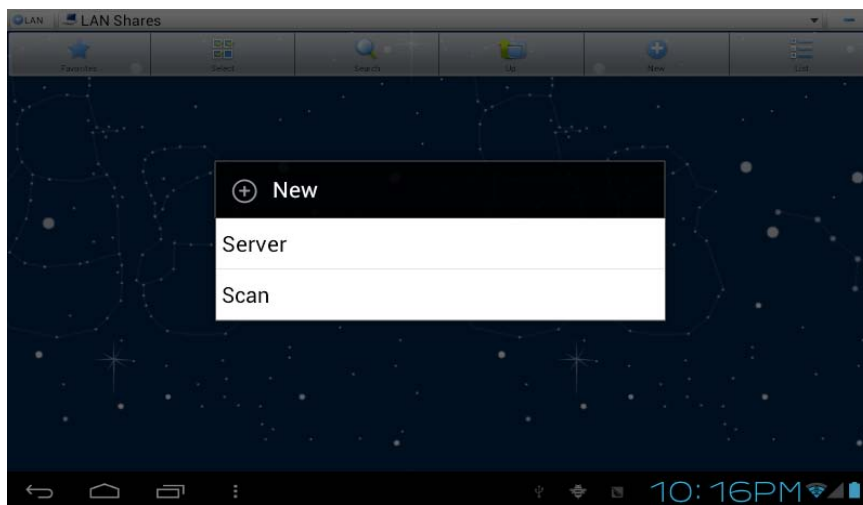 LAN LAN Shares
Favorites Select Search Up New List
New
Server
Scan
10:16PM